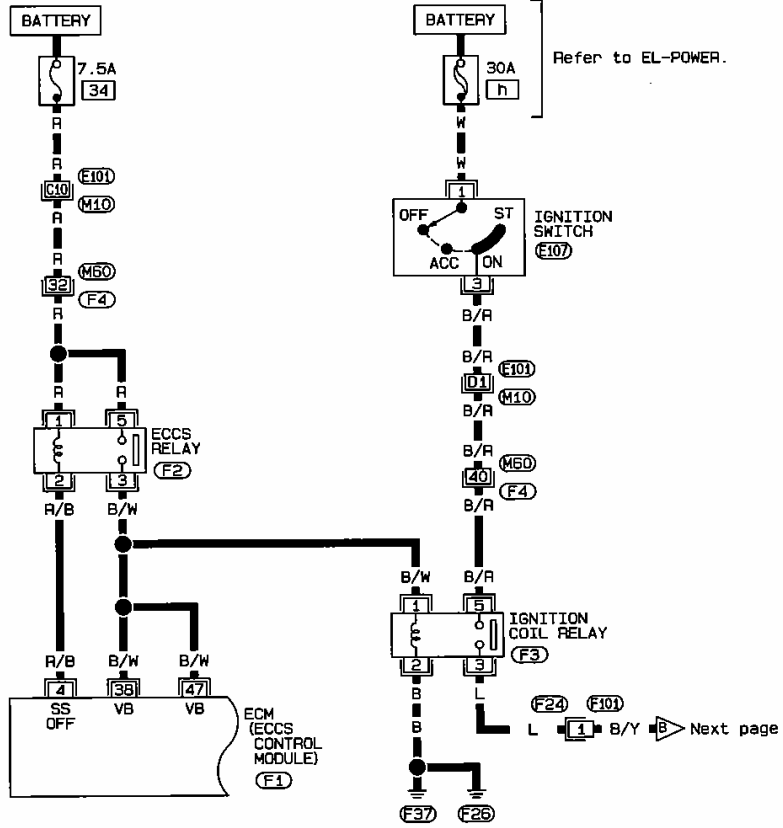 BATTERY
7.5A
34
R
R
C10
E101
M10
R
R
32
M60
F4
R
R
R
1
5
ECCS
RELAY
F2
2
3
R/B
B/W
R/B
B/W
B/W
4
38
47
SS
OFF
VB
VB
ECM
(ECCS
CONTROL
MODULE)
F1
BATTERY
Refer to EL-POWER.
30A
h
W
W
1
OFF
ST
ACC
ON
IGNITION
SWITCH
E107
3
B/R
B/R
D1
E101
M10
B/R
B/R
40
M60
F4
B/R
B/W
B/R
1
5
IGNITION
COIL RELAY
F3
2
3
B
L
B
L
F24
F101
1
B/Y
B
Next page
F37
F26